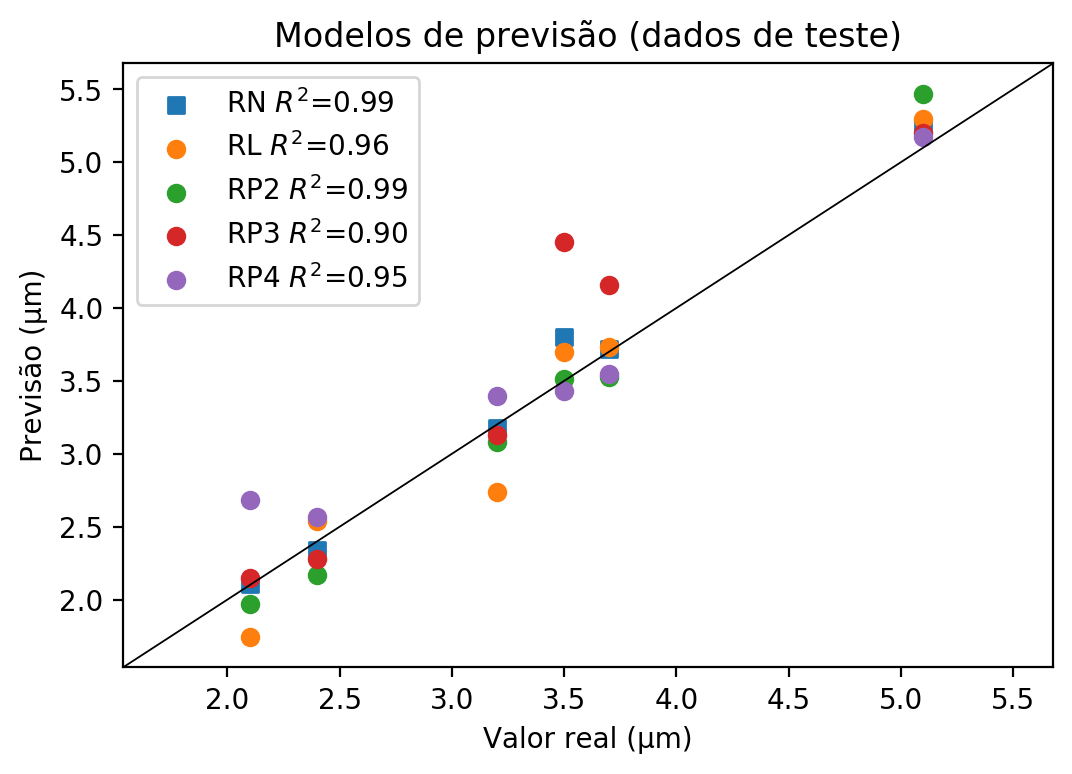 Modelos de previsão (dados de teste)
RN R²=0.99
RL R²=0.96
RP2 R²=0.99
RP3 R²=0.90
RP4 R²=0.95
Previsão (µm)
5.5
5.0
4.5
4.0
3.5
3.0
2.5
2.0
2.0 2.5 3.0 3.5 4.0 4.5 5.0 5.5
Valor real (µm)